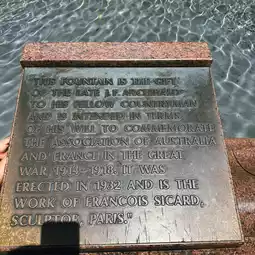 "THIS FOUNTAIN IS THE GIFT
OF THE LATE J.F. ARCHIBALD
TO HIS FELLOW COUNTRYMAN
AND IS INTENDED IN TERMS
OF HIS WILL TO COMMEMORATE
THE ASSOCIATION OF AUSTRALIA
AND FRANCE IN THE GREAT
WAR, 1914-1918. IT WAS
ERECTED IN 1932 AND IS THE
WORK OF FRANCOIS SICARD,
SCULPTOR, PARIS."